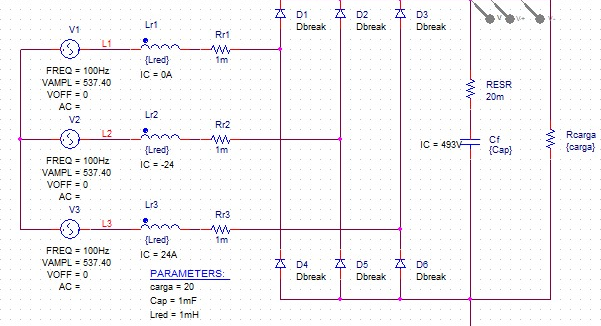 D1
Dbreak
D2
Dbreak
D3
Dbreak
V
V+
V-
V1
L1
Lr1
{Lred}
IC = 0A
Rr1
1m
FREQ = 100Hz
VAMPL = 537.40
VOFF = 0
AC =
RESR
20m
V2
L2
Lr2
{Lred}
IC = -24
Rr2
1m
FREQ = 100Hz
VAMPL = 537.40
VOFF = 0
AC =
IC = 493V
Cf
{Cap}
Rcarga
{carga}
V3
L3
Lr3
{Lred}
IC = 24A
Rr3
1m
FREQ = 100Hz
VAMPL = 537.40
VOFF = 0
AC =
D4
Dbreak
D5
Dbreak
D6
Dbreak
PARAMETERS:
carga = 20
Cap = 1mF
Lred = 1mH